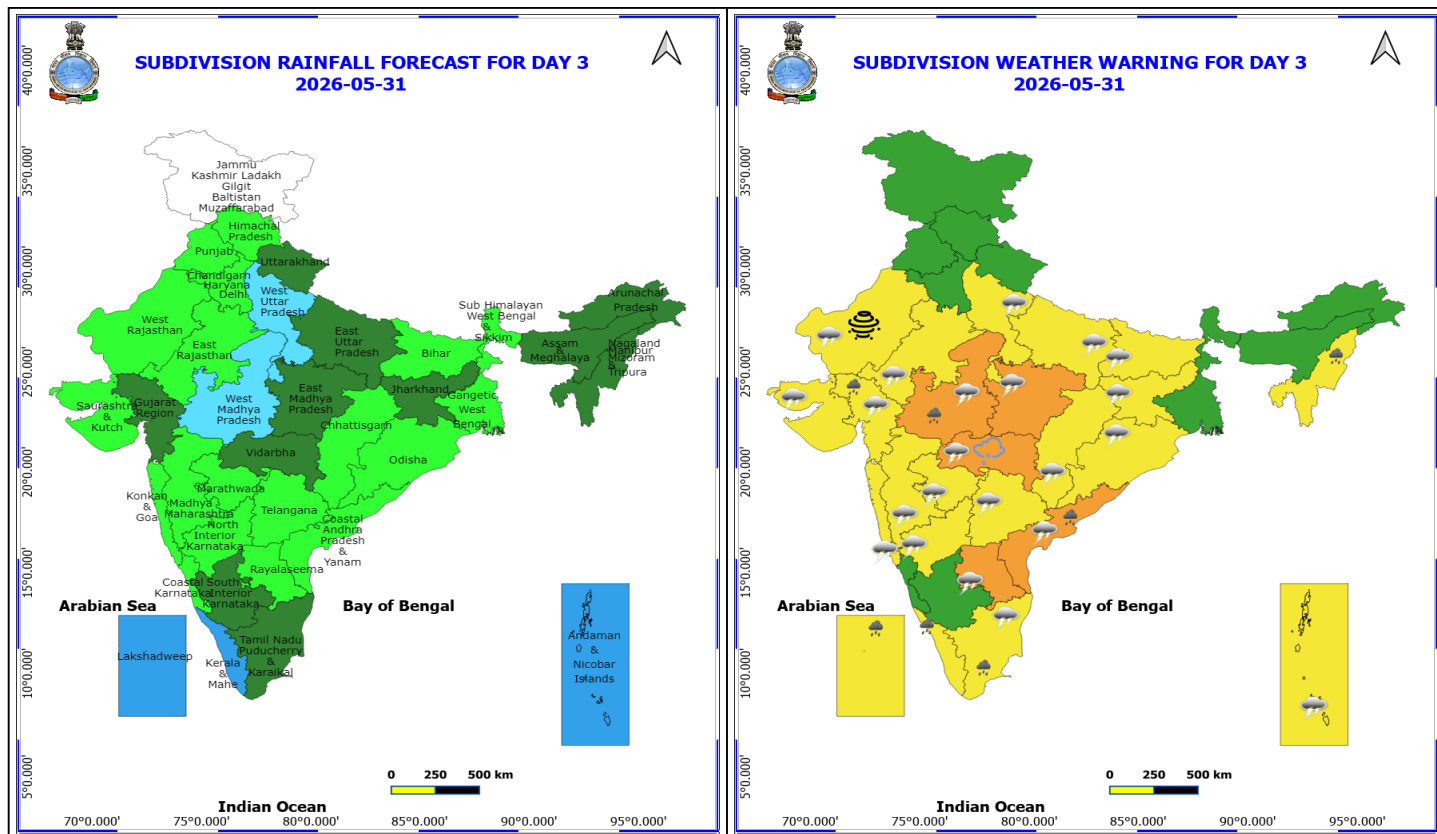 SUBDIVISION RAINFALL FORECAST FOR DAY 3
2026-05-31
40°0.000'
35°0.000'
30°0.000'
25°0.000'
20°0.000'
15°0.000'
10°0.000'
5°0.000'
Jammu
Kashmir Ladakh
Gilgit
Baltistan
Muzaffarabad
Himachal
Pradesh
Punjab
Uttarakhand
Chandigarh
Haryana
Delhi
West
Uttar
Pradesh
West
Rajasthan
East
Rajasthan
East
Uttar
Pradesh
Bihar
Sub Himalayan
West Bengal
&
Sikkim
Arunachal
Pradesh
Assam
&
Meghalaya
Nagaland
Manipur
Mizoram
&
Tripura
Saurashtra
&
Kutch
Gujarat
Region
West
Madhya
Pradesh
East
Madhya
Pradesh
Jharkhand
Gangetic
West
Bengal
Chhattisgarh
Odisha
Vidarbha
Konkan
&
Goa
Marathwada
Madhya
Maharashtra
North
Interior
Karnataka
Telangana
Coastal
Andhra
Pradesh
&
Yanam
Rayalaseema
Coastal
Karnataka
South
Interior
Karnataka
Tamil Nadu
Puducherry
&
Karaikal
Kerala
&
Mahe
Lakshadweep
Andaman
&
Nicobar
Islands
Arabian Sea
Bay of Bengal
Indian Ocean
0 250 500 km
70°0.000' 75°0.000' 80°0.000' 85°0.000' 90°0.000' 95°0.000'
SUBDIVISION WEATHER WARNING FOR DAY 3
2026-05-31
40°0.000'
35°0.000'
30°0.000'
25°0.000'
20°0.000'
15°0.000'
10°0.000'
5°0.000'
Arabian Sea
Bay of Bengal
Indian Ocean
0 250 500 km
70°0.000' 75°0.000' 80°0.000' 85°0.000' 90°0.000' 95°0.000'